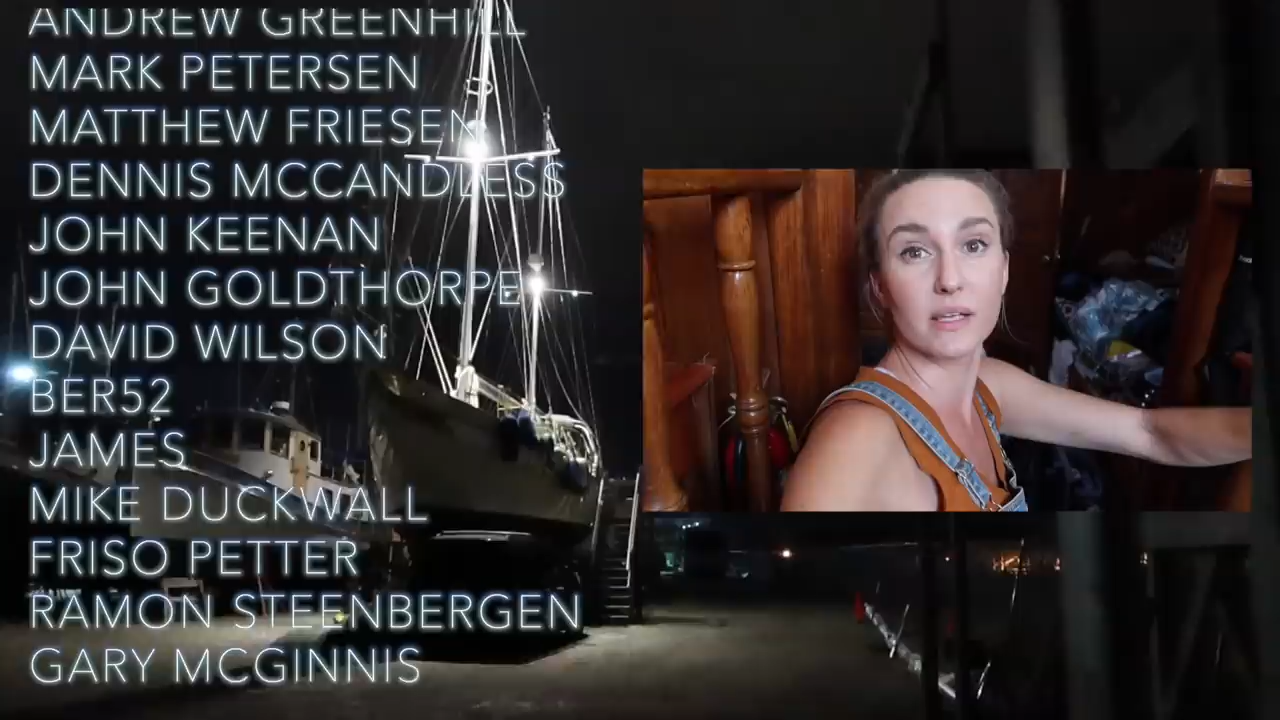 ANDREW GREENHILL
MARK PETERSEN
MATTHEW FRIESEN
DENNIS MCCANDLESS
JOHN KEENAN
JOHN GOLDTHORPE
DAVID WILSON
BER52
JAMES
MIKE DUCKWALL
FRISO PETTER
RAMON STEENBERGEN
GARY MCGINNIS